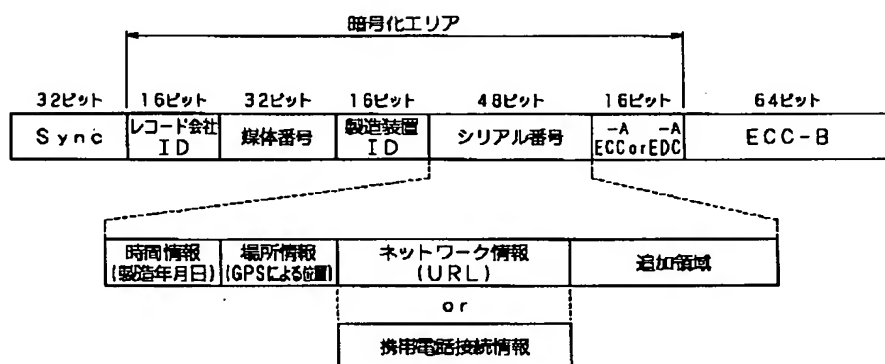 暗号化エリア
32ビット 16ビット 32ビット 16ビット 48ビット 16ビット 64ビット
Sync レコード会社ID 媒体番号 製造装置ID シリアル番号 -A -A ECCorEDC ECC-B
時間情報 場所情報 ネットワーク情報 追加領域
(製造年月日) (GPSによる位置) (URL)
or
携帯電話接続情報